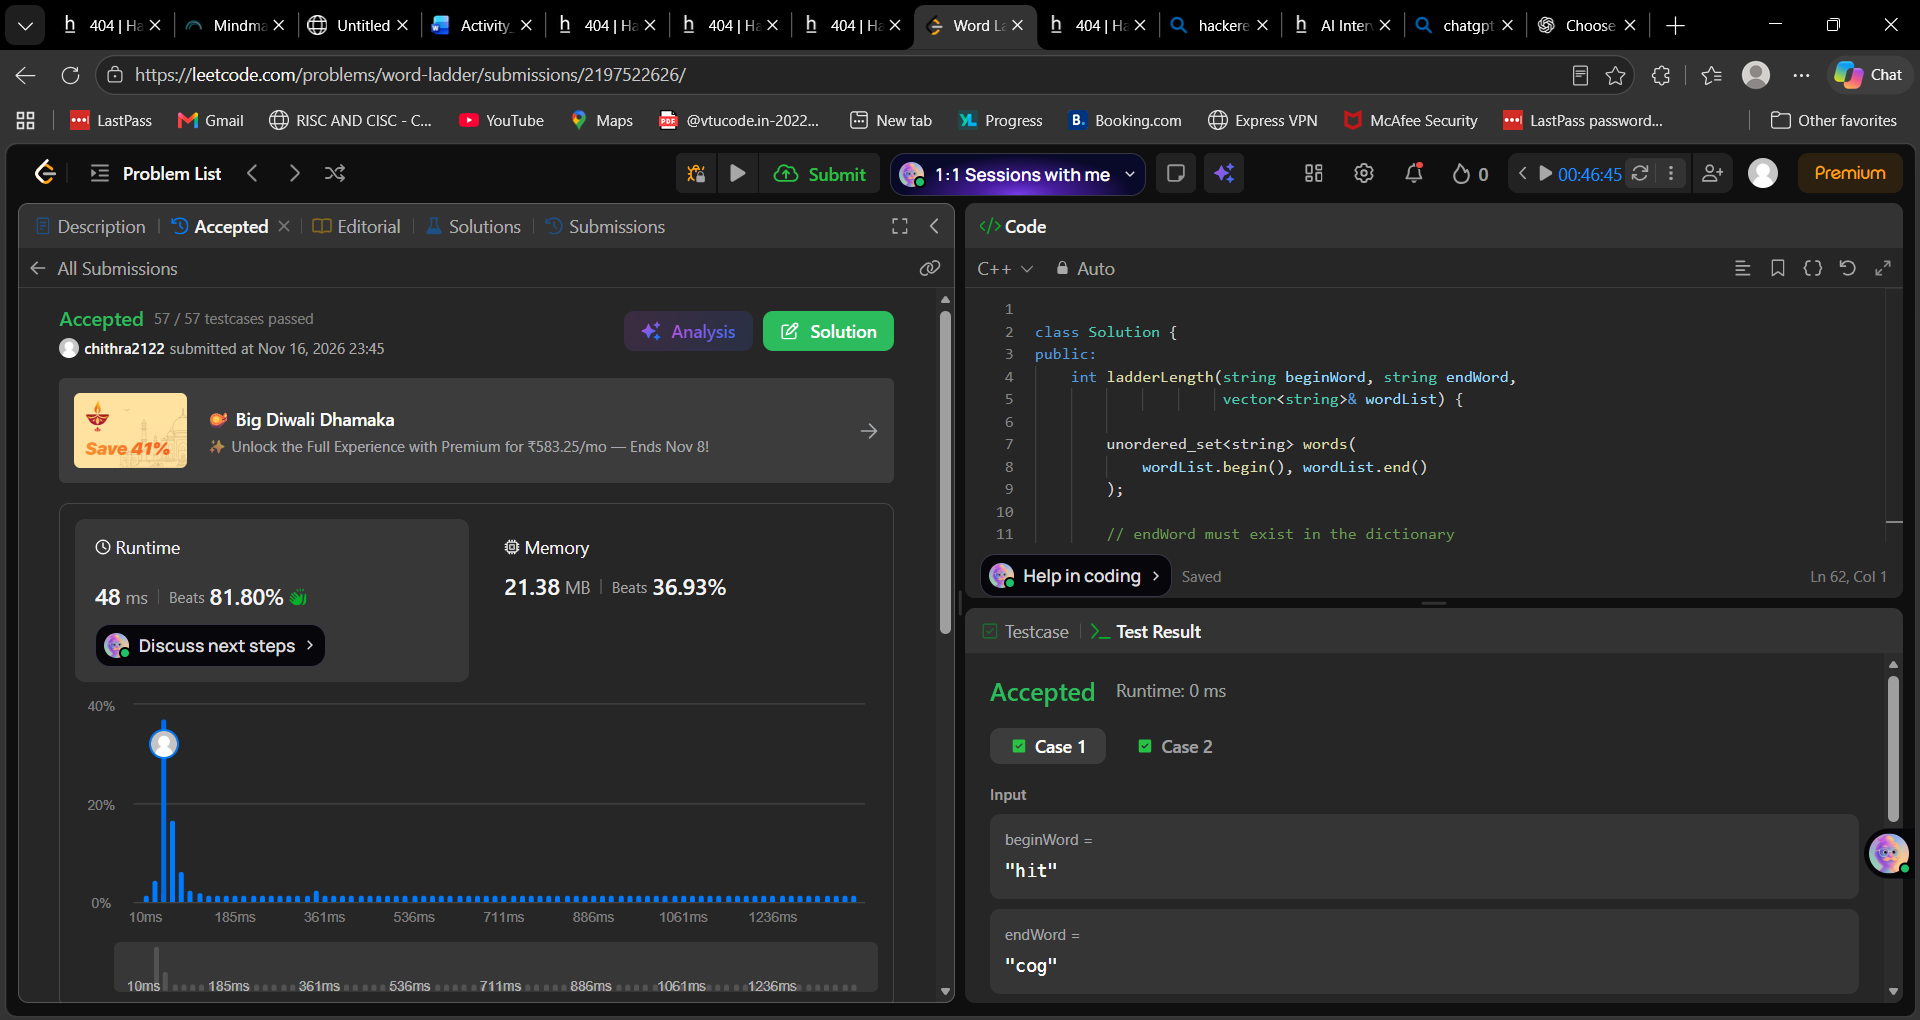 404 | Ha
Mindma
Untitled
Activity_
404 | Ha
404 | Ha
404 | Ha
Word La
404 | Ha
hackere
AI Inter
chatgpt
Choose
https://leetcode.com/problems/word-ladder/submissions/2197522626/
Chat
LastPass
Gmail
RISC AND CISC - C...
YouTube
Maps
@vtucode.in-2022...
New tab
Progress
Booking.com
Express VPN
McAfee Security
LastPass password...
Other favorites
Problem List
Submit
1:1 Sessions with me
0
00:46:45
Premium
Description
Accepted
Editorial
Solutions
Submissions
All Submissions
Accepted 57 / 57 testcases passed
chithra2122 submitted at Nov 16, 2026 23:45
Analysis
Solution
Save 41%
Big Diwali Dhamaka
Unlock the Full Experience with Premium for ₹583.25/mo — Ends Nov 8!
Runtime
48 ms | Beats 81.80%
Discuss next steps
Memory
21.38 MB | Beats 36.93%
40%
20%
0%
10ms 185ms 361ms 536ms 711ms 886ms 1061ms 1236ms
10ms 185ms 361ms 536ms 711ms 886ms 1061ms 1236ms
</> Code
C++
Auto
1
2 class Solution {
3 public:
4 int ladderLength(string beginWord, string endWord,
5 vector<string>& wordList) {
6
7 unordered_set<string> words(
8 wordList.begin(), wordList.end()
9 );
10
11 // endWord must exist in the dictionary
Help in coding
Saved
Ln 62, Col 1
Testcase
Test Result
Accepted Runtime: 0 ms
Case 1
Case 2
Input
beginWord =
"hit"
endWord =
"cog"